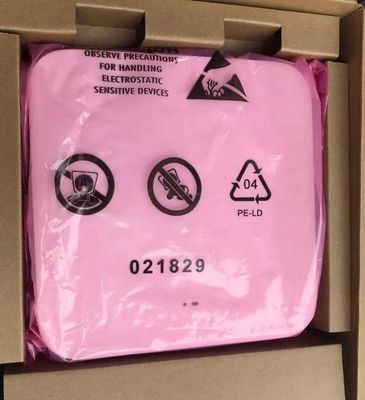 OBSERVE PRECAUTIONS
FOR HANDLING
ELECTROSTATIC
SENSITIVE DEVICES
04
PE-LD
021829